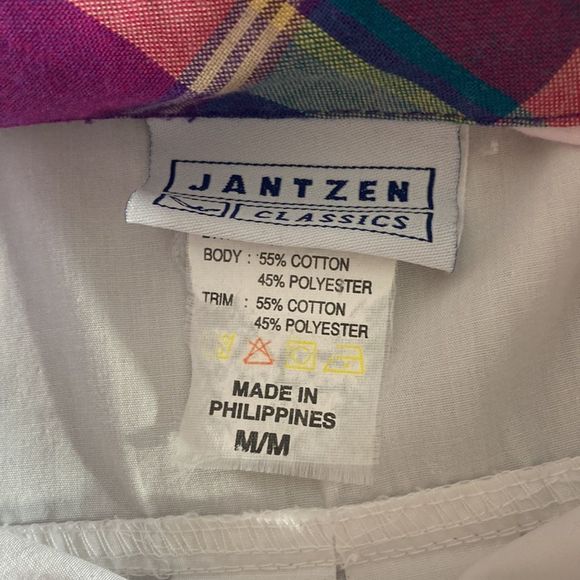 JANTZEN
CLASSICS
BODY : 55% COTTON
45% POLYESTER
TRIM : 55% COTTON
45% POLYESTER
MADE IN
PHILIPPINES
M/M